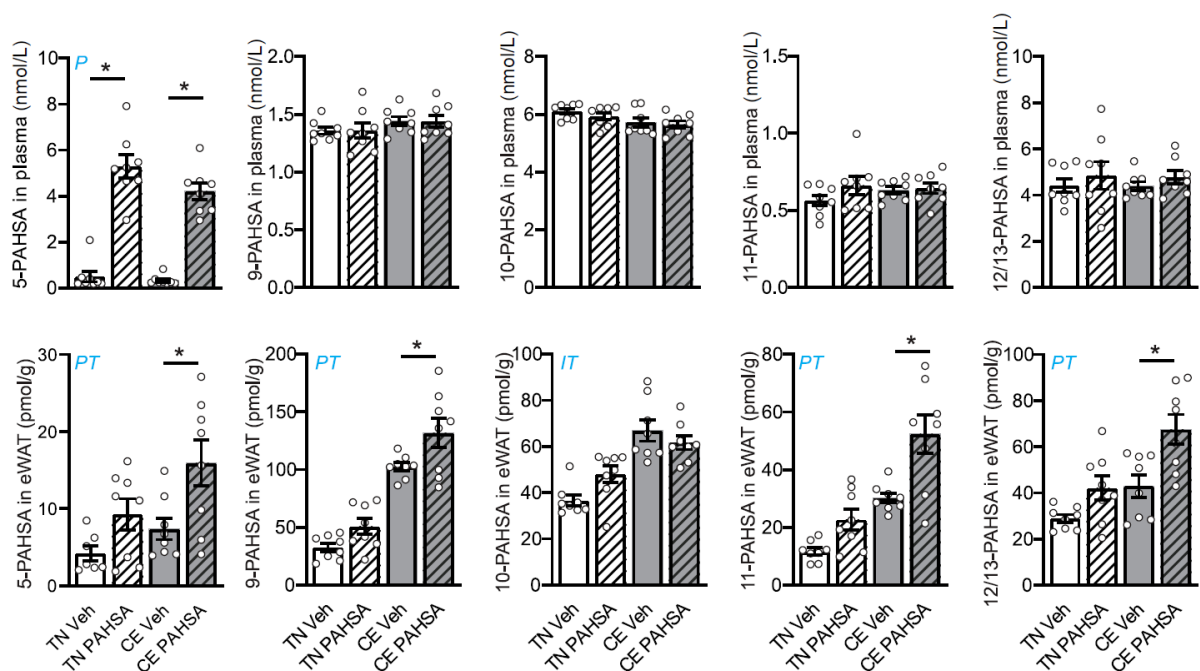 5-PAHSA in plasma (nmol/L)
10
8
6
4
2
0
P
*
*
9-PAHSA in plasma (nmol/L)
2.0
1.5
1.0
0.5
0.0
10-PAHSA in plasma (nmol/L)
8
6
4
2
0
11-PAHSA in plasma (nmol/L)
1.5
1.0
0.5
0.0
12/13-PAHSA in plasma (nmol/L)
10
8
6
4
2
0
5-PAHSA in eWAT (pmol/g)
30
20
10
0
PT
*
TN Veh
TN PAHSA
CE Veh
CE PAHSA
9-PAHSA in eWAT (pmol/g)
200
150
100
50
0
PT
*
TN Veh
TN PAHSA
CE Veh
CE PAHSA
10-PAHSA in eWAT (pmol/g)
100
80
60
40
20
0
IT
TN Veh
TN PAHSA
CE Veh
CE PAHSA
11-PAHSA in eWAT (pmol/g)
80
60
40
20
0
PT
*
TN Veh
TN PAHSA
CE Veh
CE PAHSA
12/13-PAHSA in eWAT (pmol/g)
100
80
60
40
20
0
PT
*
TN Veh
TN PAHSA
CE Veh
CE PAHSA